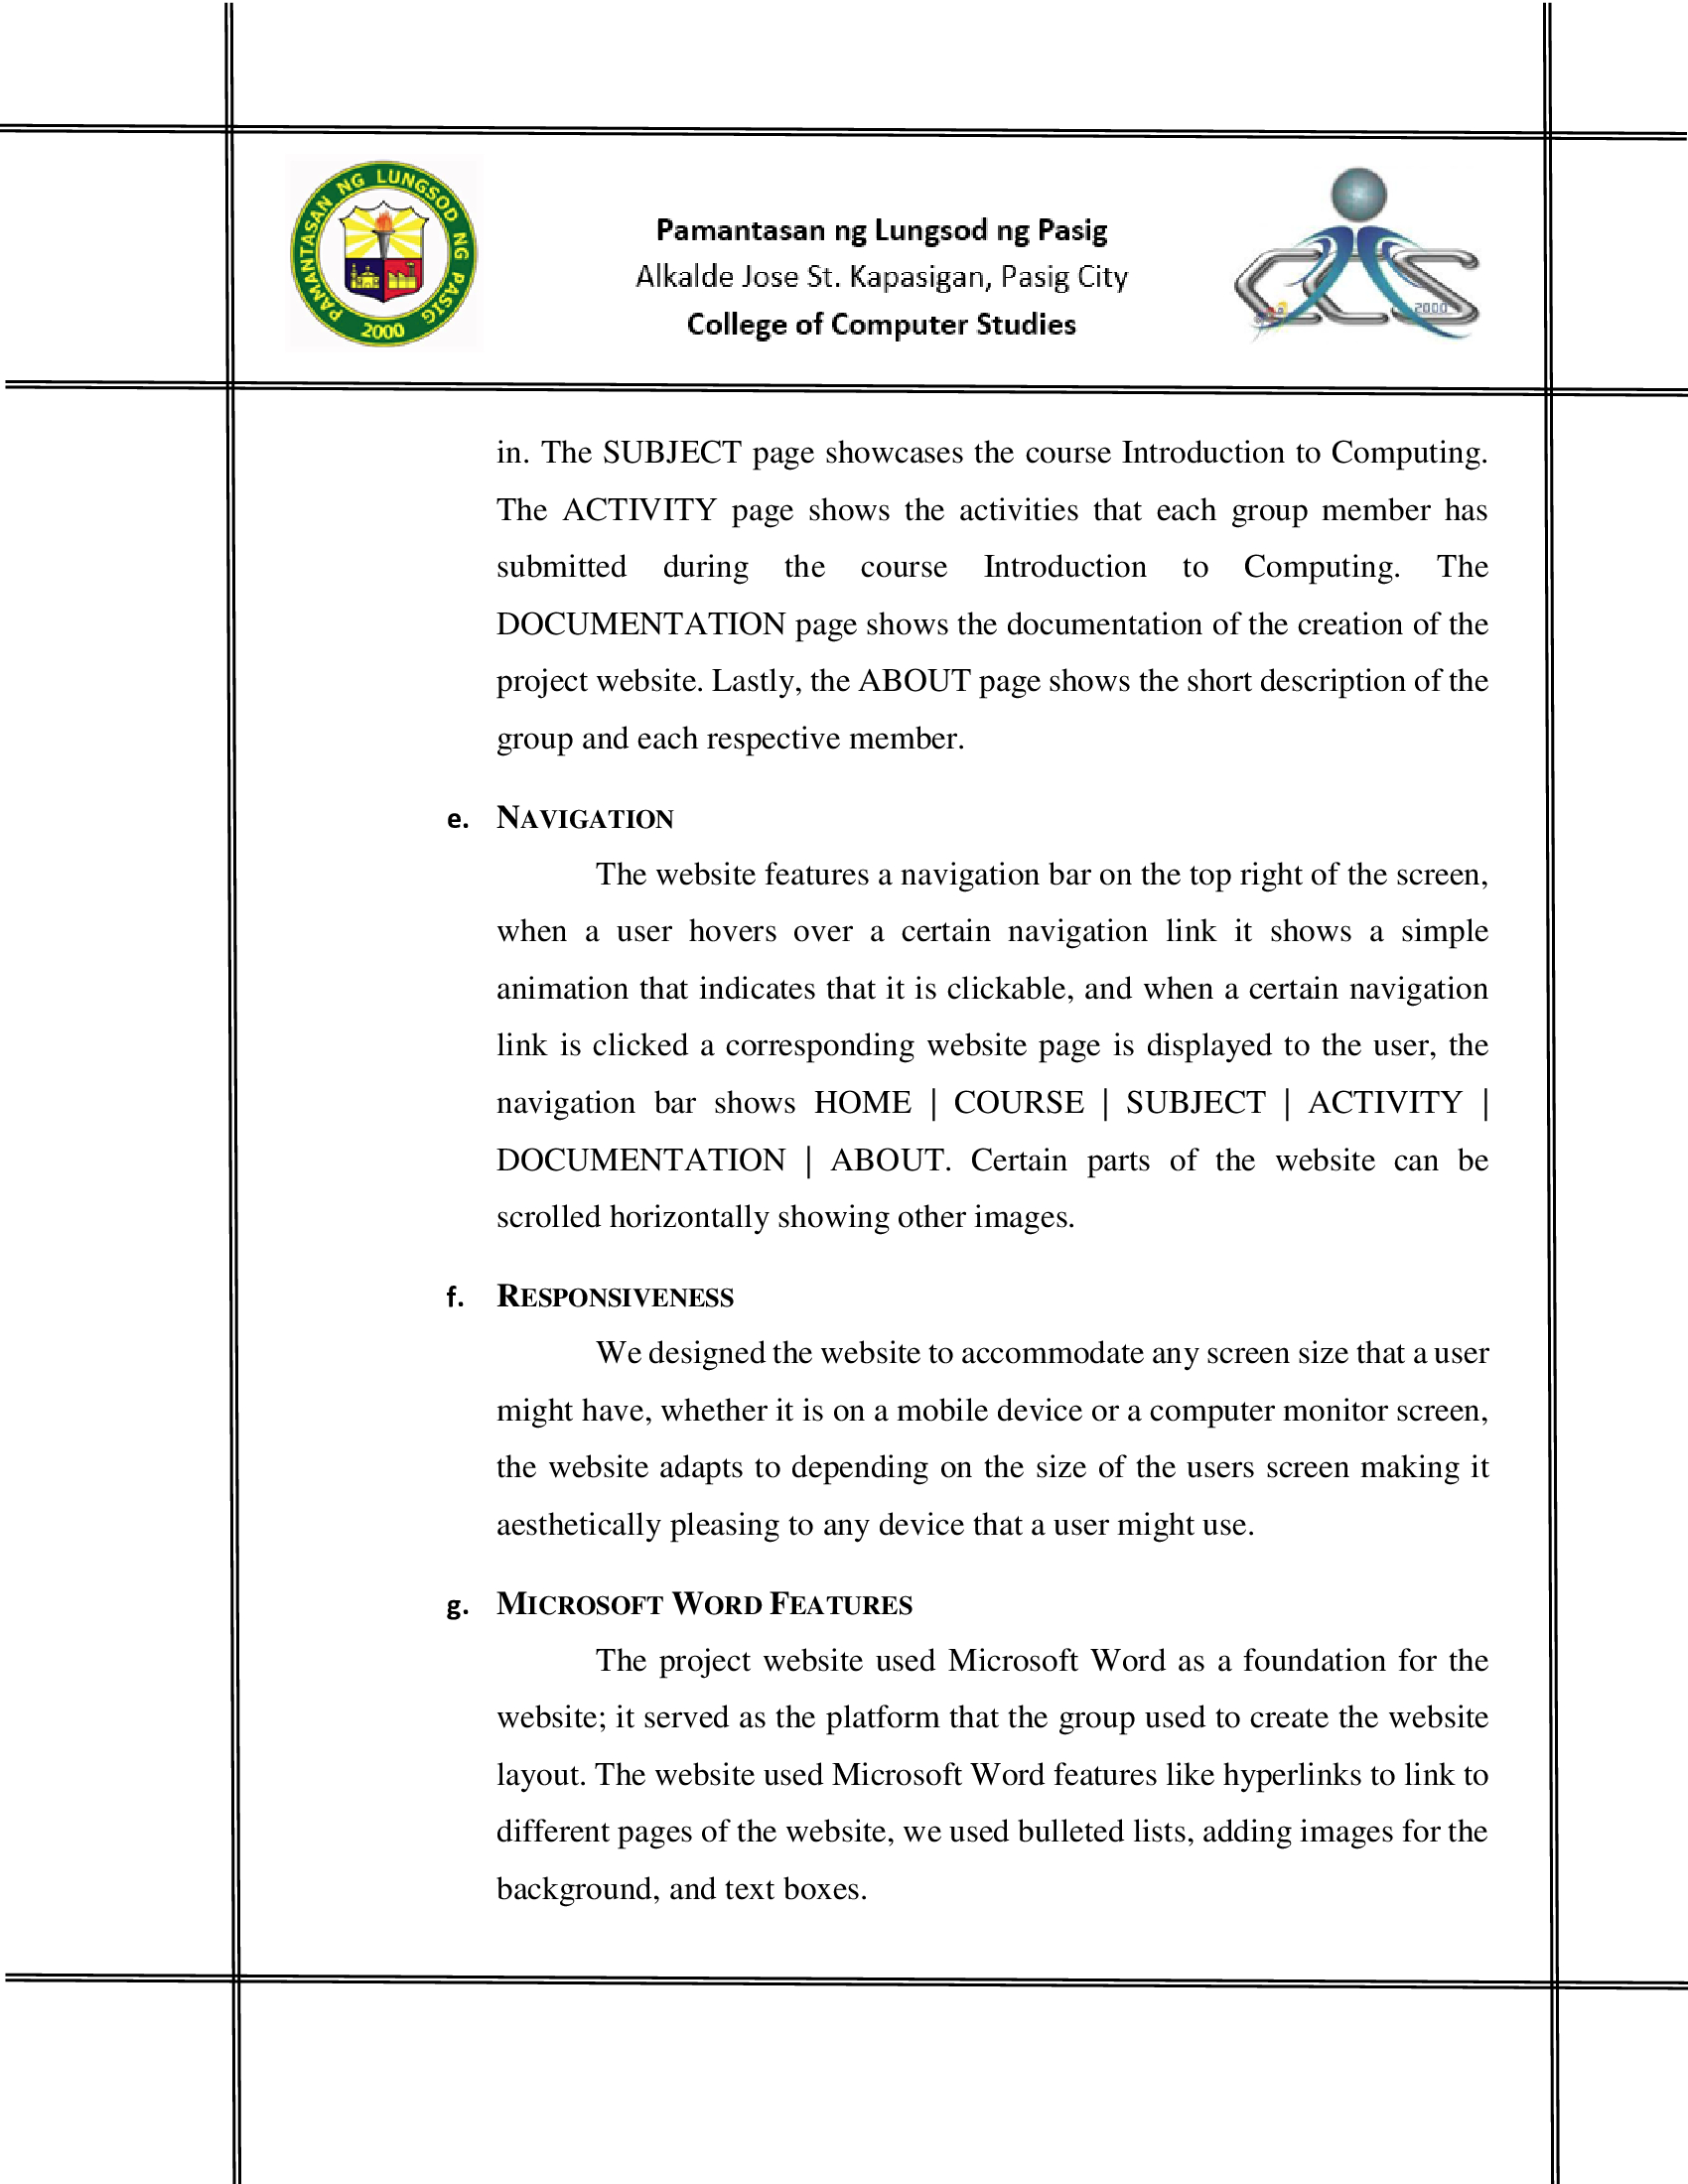 PAMANTASAN NG LUNGSOD NG PASIG
2000
Pamantasan ng Lungsod ng Pasig
Alkalde Jose St. Kapasigan, Pasig City
College of Computer Studies
CCS
2000
in. The SUBJECT page showcases the course Introduction to Computing.
The ACTIVITY page shows the activities that each group member has
submitted during the course Introduction to Computing. The
DOCUMENTATION page shows the documentation of the creation of the
project website. Lastly, the ABOUT page shows the short description of the
group and each respective member.
e. NAVIGATION
The website features a navigation bar on the top right of the screen,
when a user hovers over a certain navigation link it shows a simple
animation that indicates that it is clickable, and when a certain navigation
link is clicked a corresponding website page is displayed to the user, the
navigation bar shows HOME | COURSE | SUBJECT | ACTIVITY |
DOCUMENTATION | ABOUT. Certain parts of the website can be
scrolled horizontally showing other images.
f. RESPONSIVENESS
We designed the website to accommodate any screen size that a user
might have, whether it is on a mobile device or a computer monitor screen,
the website adapts to depending on the size of the users screen making it
aesthetically pleasing to any device that a user might use.
g. MICROSOFT WORD FEATURES
The project website used Microsoft Word as a foundation for the
website; it served as the platform that the group used to create the website
layout. The website used Microsoft Word features like hyperlinks to link to
different pages of the website, we used bulleted lists, adding images for the
background, and text boxes.